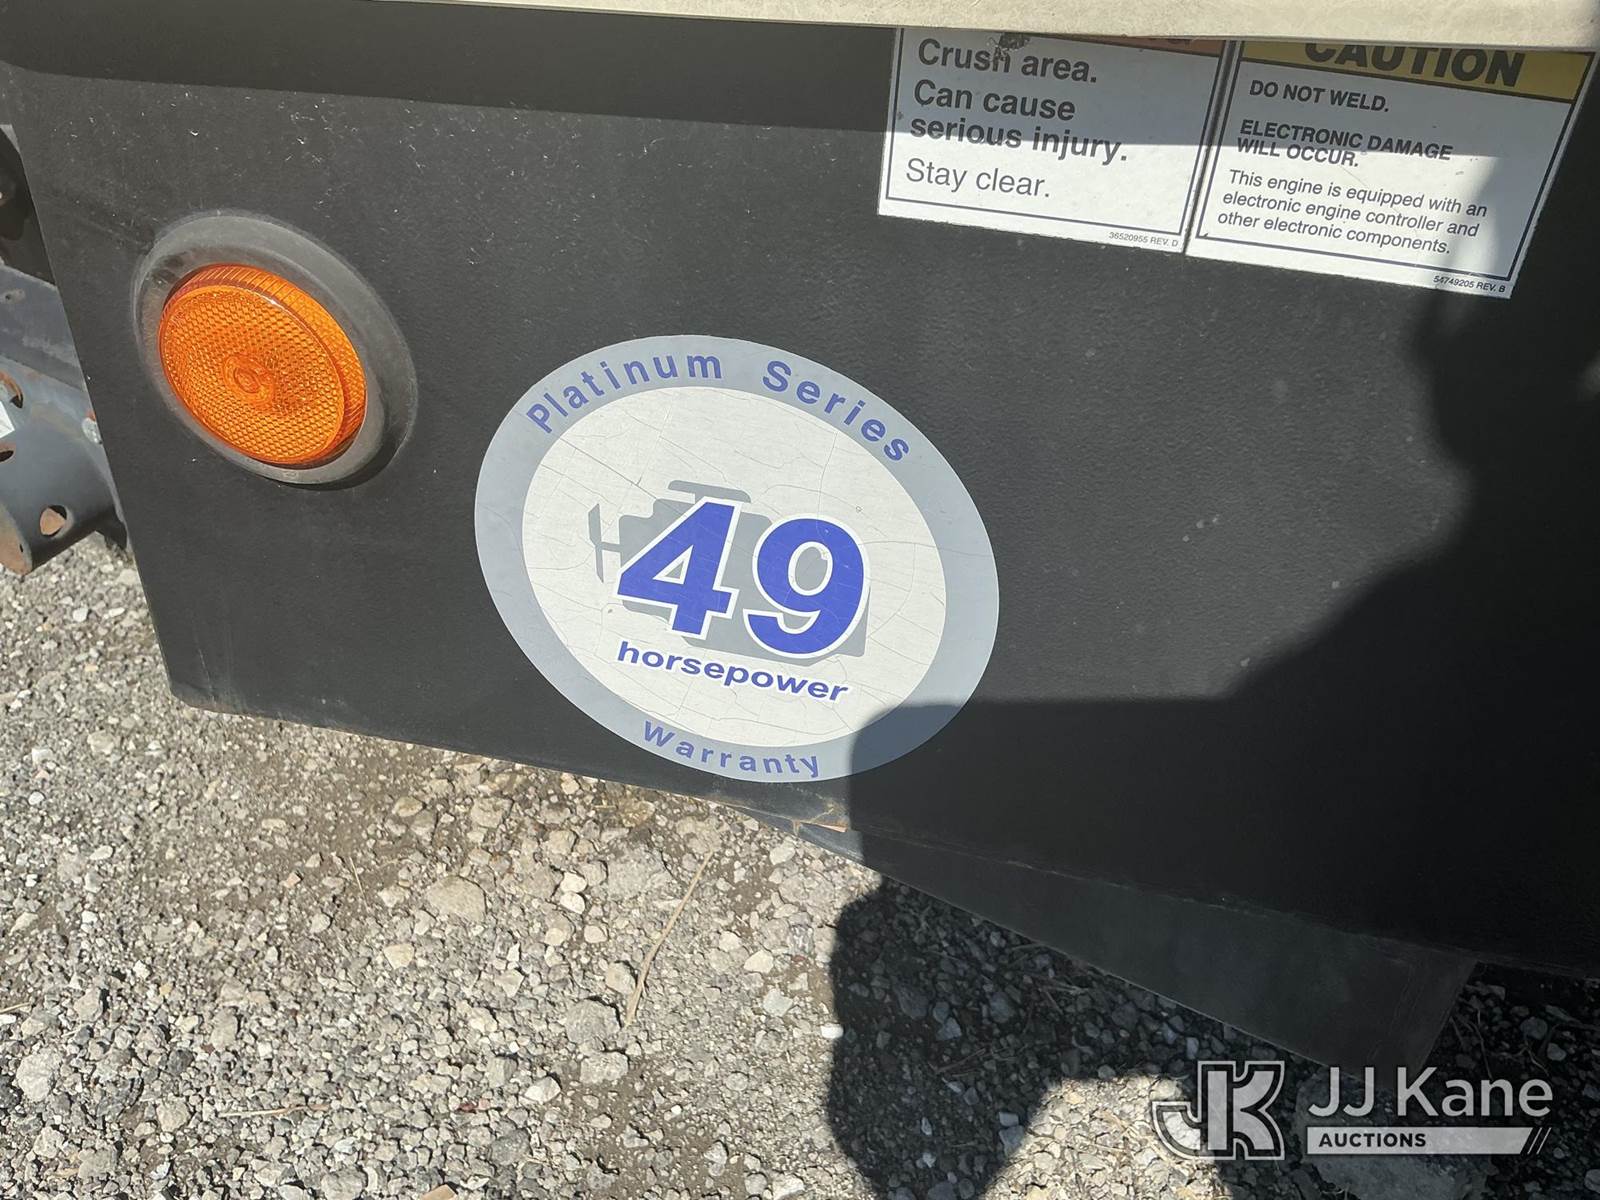 Crush area.
Can cause
serious injury.
Stay clear.
36520955 REV. D
CAUTION
DO NOT WELD.
ELECTRONIC DAMAGE
WILL OCCUR.
This engine is equipped with an
electronic engine controller and
other electronic components.
54749205 REV. B
Platinum Series
49
horsepower
Warranty
JK JJ Kane
AUCTIONS